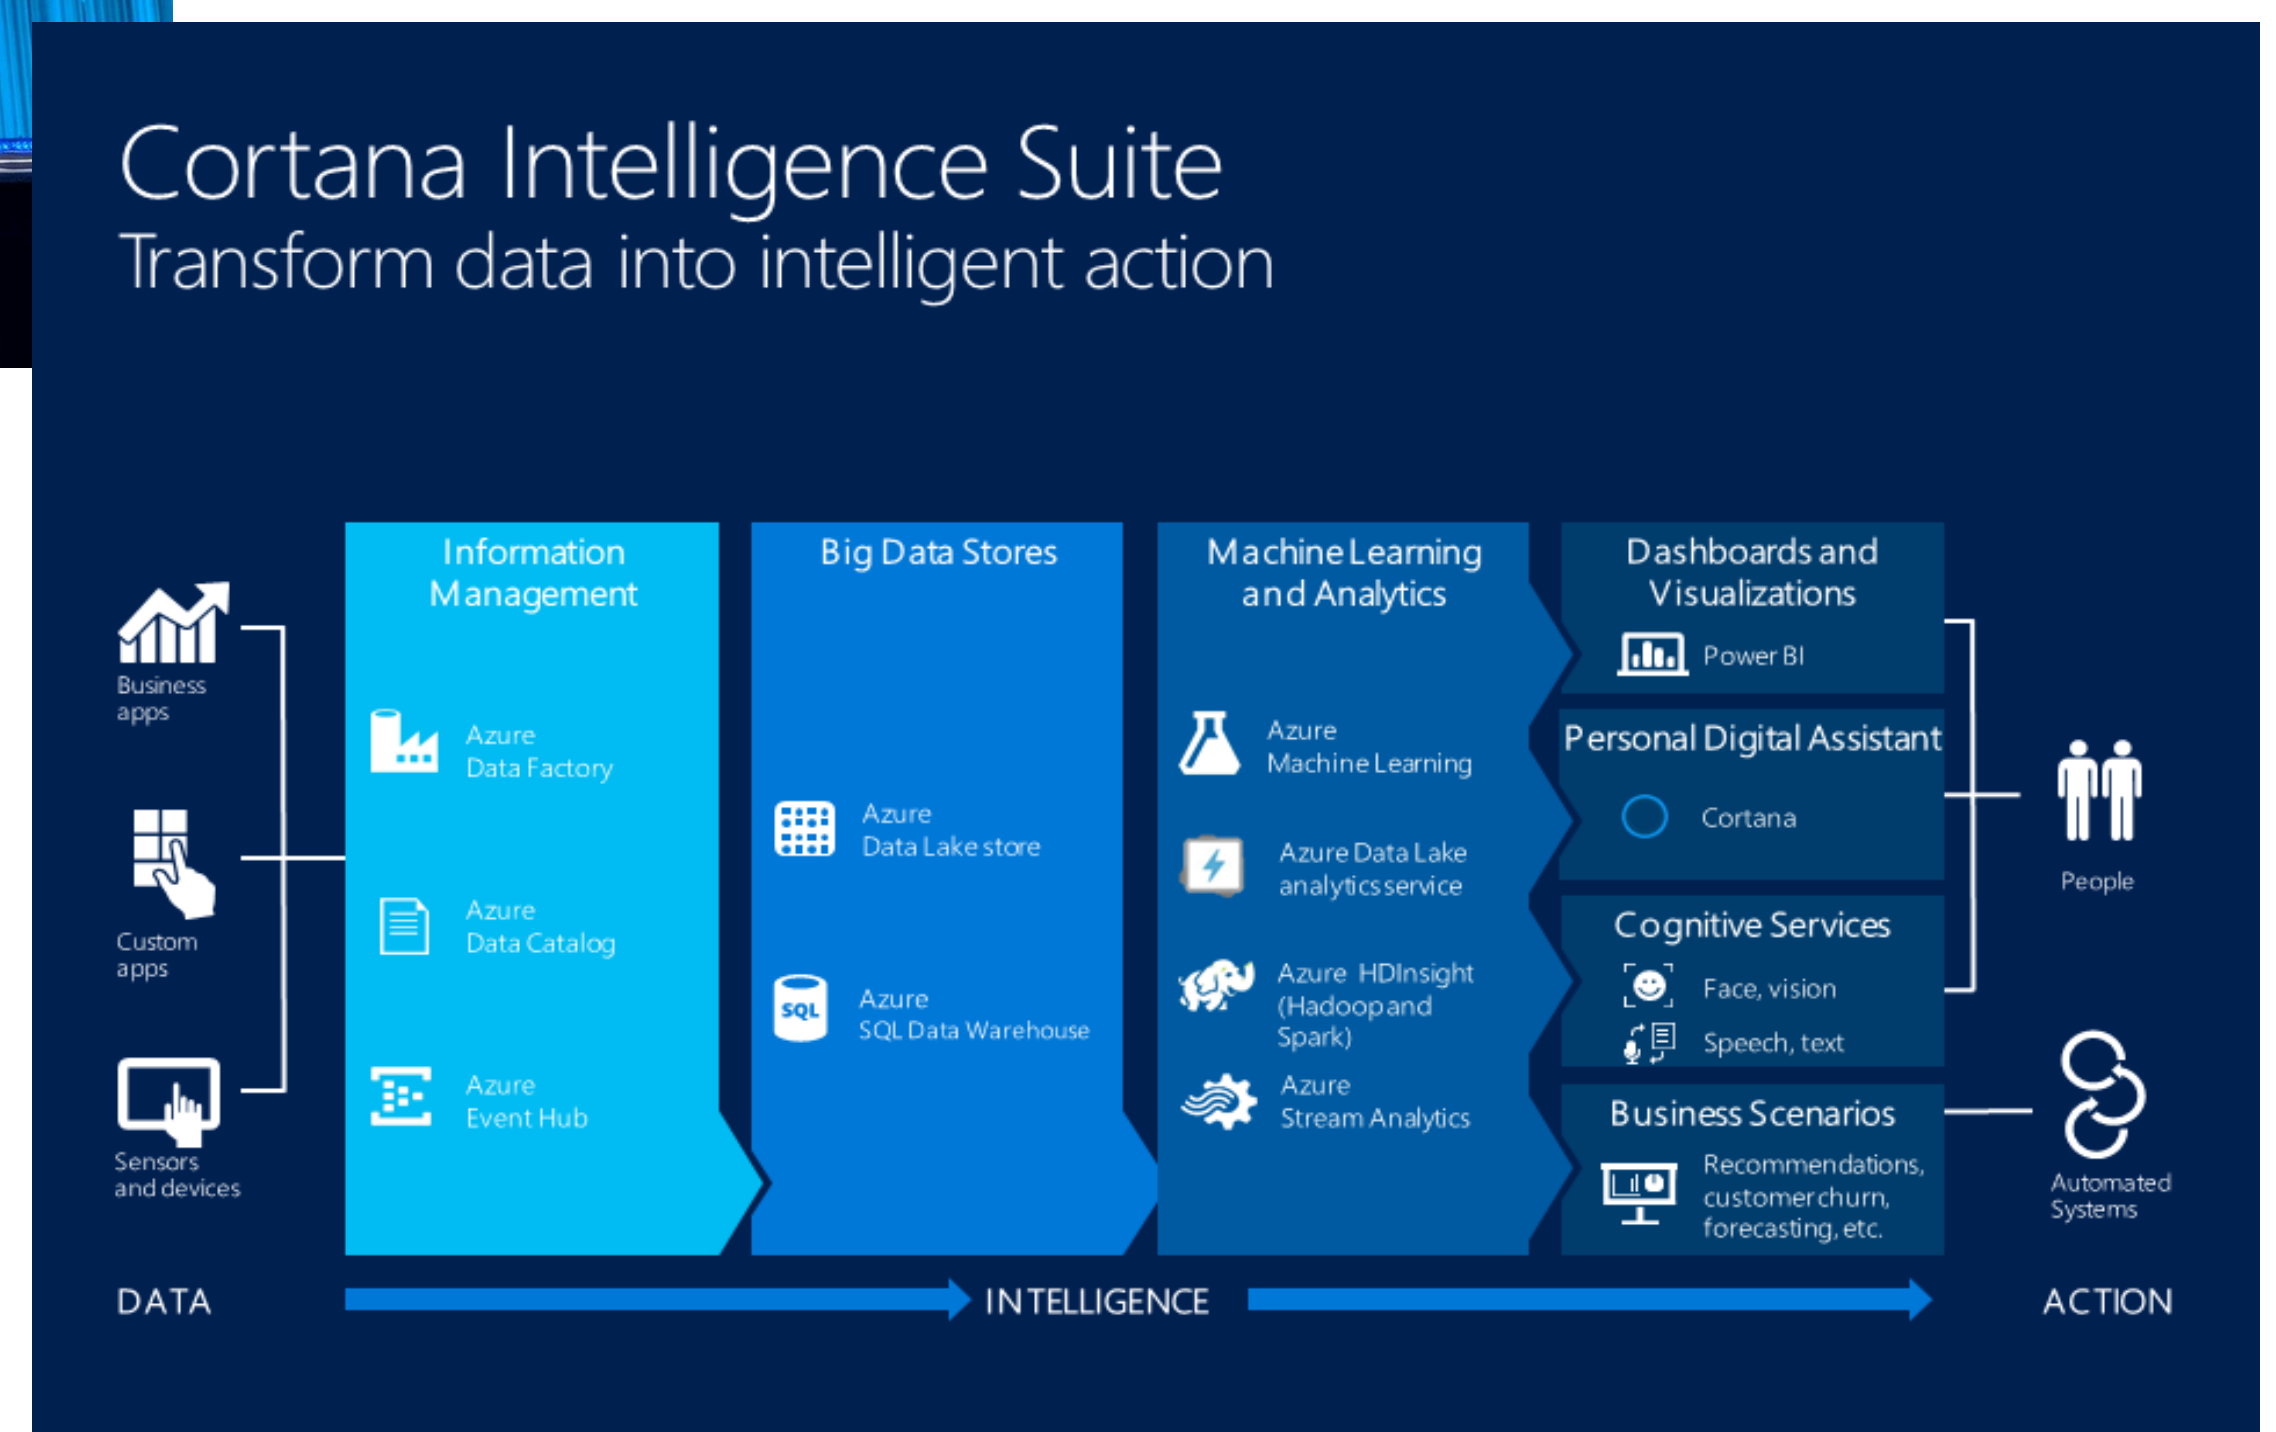 Cortana Intelligence Suite
Transform data into intelligent action
Business
apps
Custom
apps
Sensors
and devices
Information
Management
Azure
Data Factory
Azure
Data Catalog
Azure
Event Hub
Big Data Stores
Azure
Data Lake store
SQL
Azure
SQL Data Warehouse
Machine Learning
and Analytics
Azure
Machine Learning
Azure Data Lake
analytics service
Azure HDInsight
(Hadoop and
Spark)
Azure
Stream Analytics
Dashboards and
Visualizations
Power BI
Personal Digital Assistant
Cortana
Cognitive Services
Face, vision
Speech, text
Business Scenarios
Recommendations,
customer churn,
forecasting, etc.
People
Automated
Systems
DATA
INTELLIGENCE
ACTION